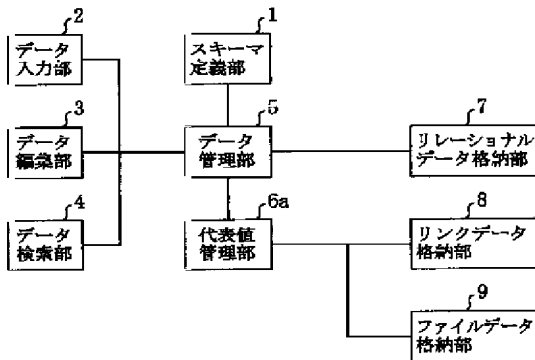 2
データ
入力部
1
スキーマ
定義部
3
データ
編集部
5
データ
管理部
7
リレーショナル
データ格納部
4
データ
検索部
6a
代表値
管理部
8
リンクデータ
格納部
9
ファイルデータ
格納部